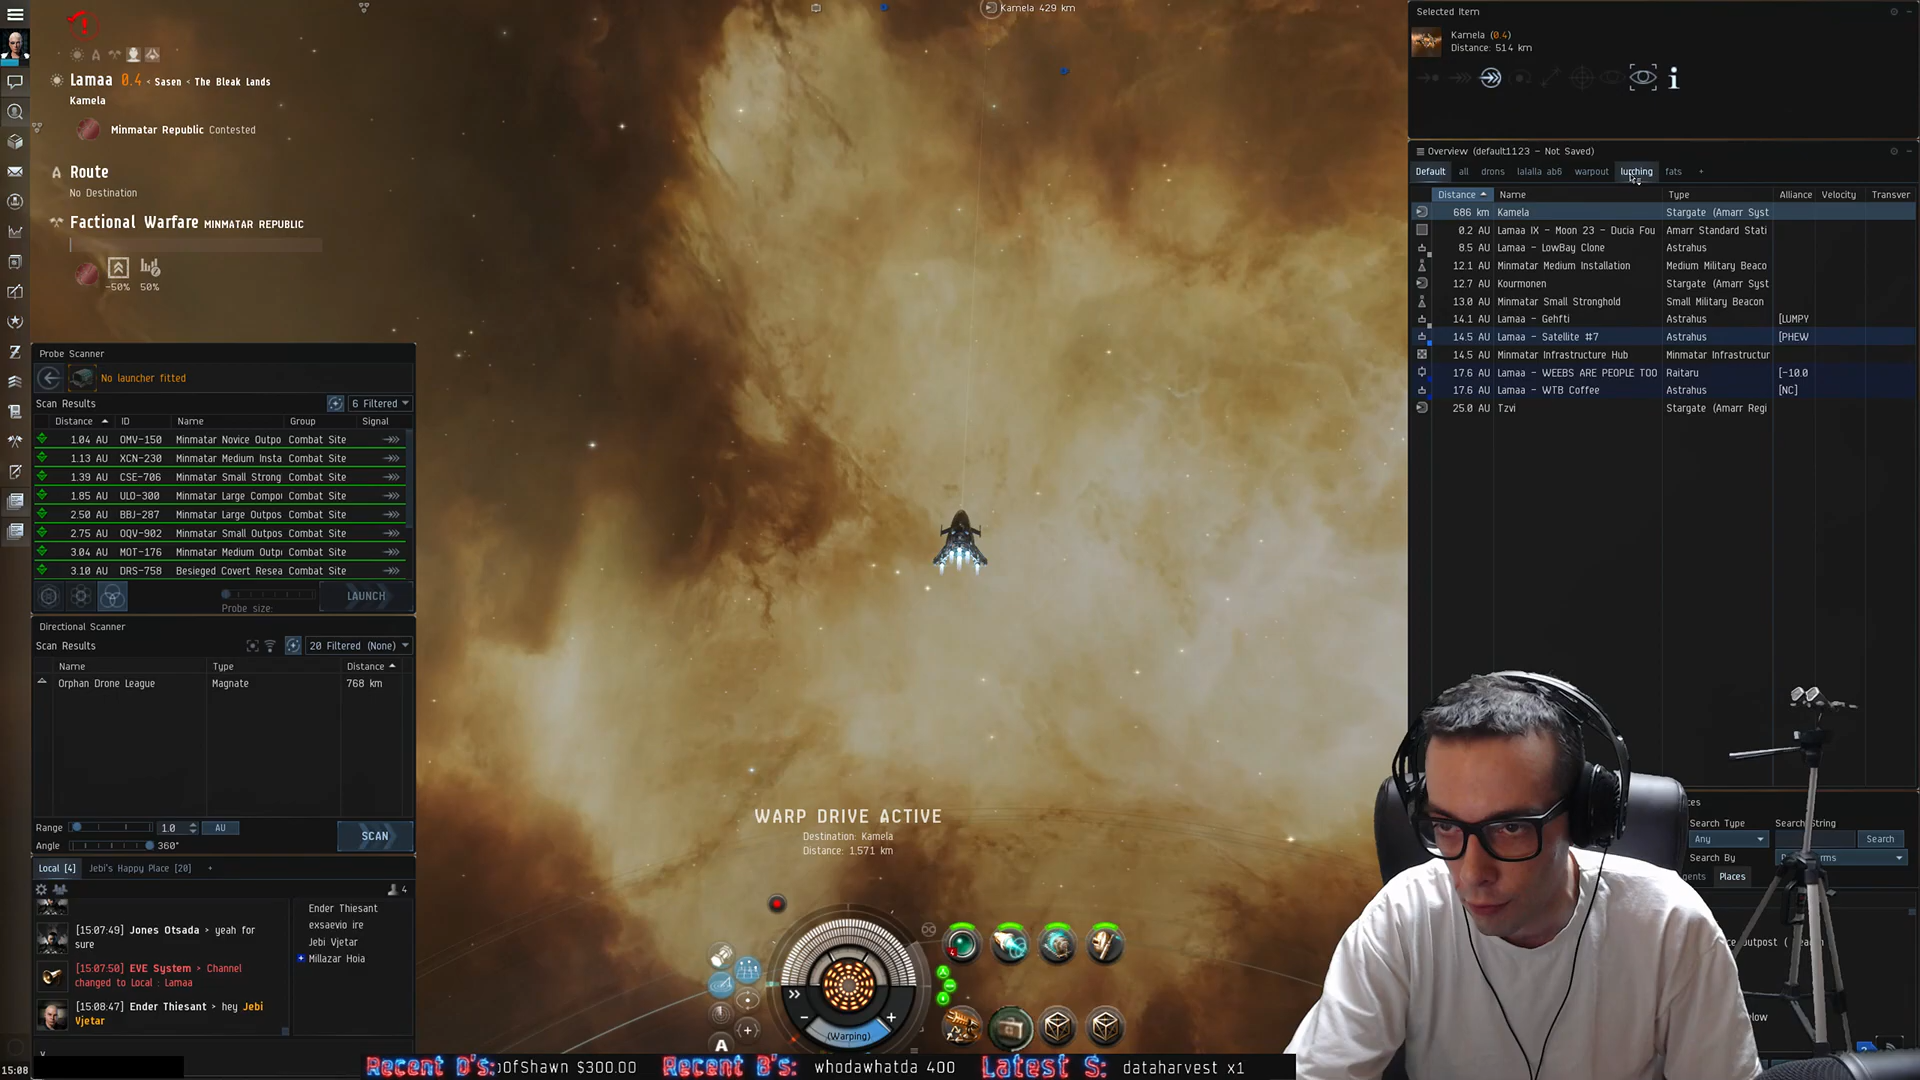 Kamela 429 km
Lamaa 0.4 < Sasen < The Bleak Lands
Kamela
Minmatar Republic Contested
Route
No Destination
Factional Warfare MINMATAR REPUBLIC
-50% 50%
Probe Scanner
No launcher fitted
Scan Results 6 Filtered
Distance ID Name Group Signal
1.04 AU OMV-150 Minmatar Novice Outpo Combat Site
1.13 AU XCN-230 Minmatar Medium Insta Combat Site
1.39 AU CSE-706 Minmatar Small Strong Combat Site
1.85 AU ULO-300 Minmatar Large Compou Combat Site
2.50 AU BBJ-287 Minmatar Large Outpos Combat Site
2.75 AU OQV-902 Minmatar Small Outpos Combat Site
3.04 AU MOT-176 Minmatar Medium Outpo Combat Site
3.10 AU DRS-758 Besieged Covert Resea Combat Site
Probe size:
LAUNCH
Directional Scanner
Scan Results 20 Filtered (None)
Name Type Distance
Orphan Drone League Magnate 768 km
Range 1.0 AU
Angle 360°
SCAN
Local [4] Jebi's Happy Place [20] +
4
[15:07:49] Jones Otsada > yeah for
sure
[15:07:50] EVE System > Channel
changed to Local : Lamaa
[15:08:47] Ender Thiesant > hey Jebi
Vjetar
Ender Thiesant
exsaevio ire
Jebi Vjetar
Millazar Hoia
15:08
WARP DRIVE ACTIVE
Destination: Kamela
Distance: 1,571 km
(Warping)
A
Recent D's: ofShawn $300.00 Recent B's: whodawhatda 400 Latest S: dataharvest x1
Selected Item
Kamela (0.4)
Distance: 514 km
Overview (default1123 - Not Saved)
Default all drons lalalla ab6 warpout lurching fats +
Distance Name Type Alliance Velocity Transver
686 km Kamela Stargate (Amarr Syst
0.2 AU Lamaa IX - Moon 23 - Ducia Fou Amarr Standard Stati
8.5 AU Lamaa - LowBay Clone Astrahus
12.1 AU Minmatar Medium Installation Medium Military Beaco
12.7 AU Kourmonen Stargate (Amarr Syst
13.0 AU Minmatar Small Stronghold Small Military Beacon
14.1 AU Lamaa - Gehfti Astrahus [LUMPY
14.5 AU Lamaa - Satellite #7 Astrahus [PHEW
14.5 AU Minmatar Infrastructure Hub Minmatar Infrastructur
17.6 AU Lamaa - WEEBS ARE PEOPLE TOO Raitaru [-10.0
17.6 AU Lamaa - WTB Coffee Astrahus [NC]
25.0 AU Tzvi Stargate (Amarr Regi
Search Type Search String
Any Search
Search By
gents Places